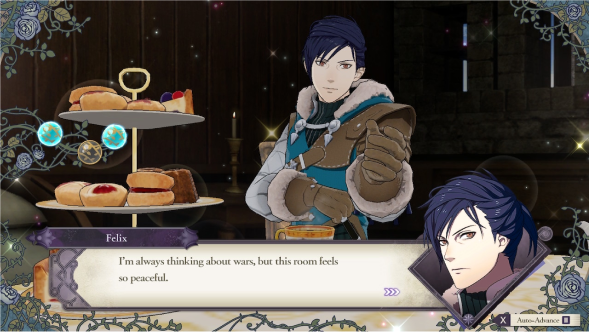 Felix
I'm always thinking about wars, but this room feels
so peaceful.
X Auto-Advance